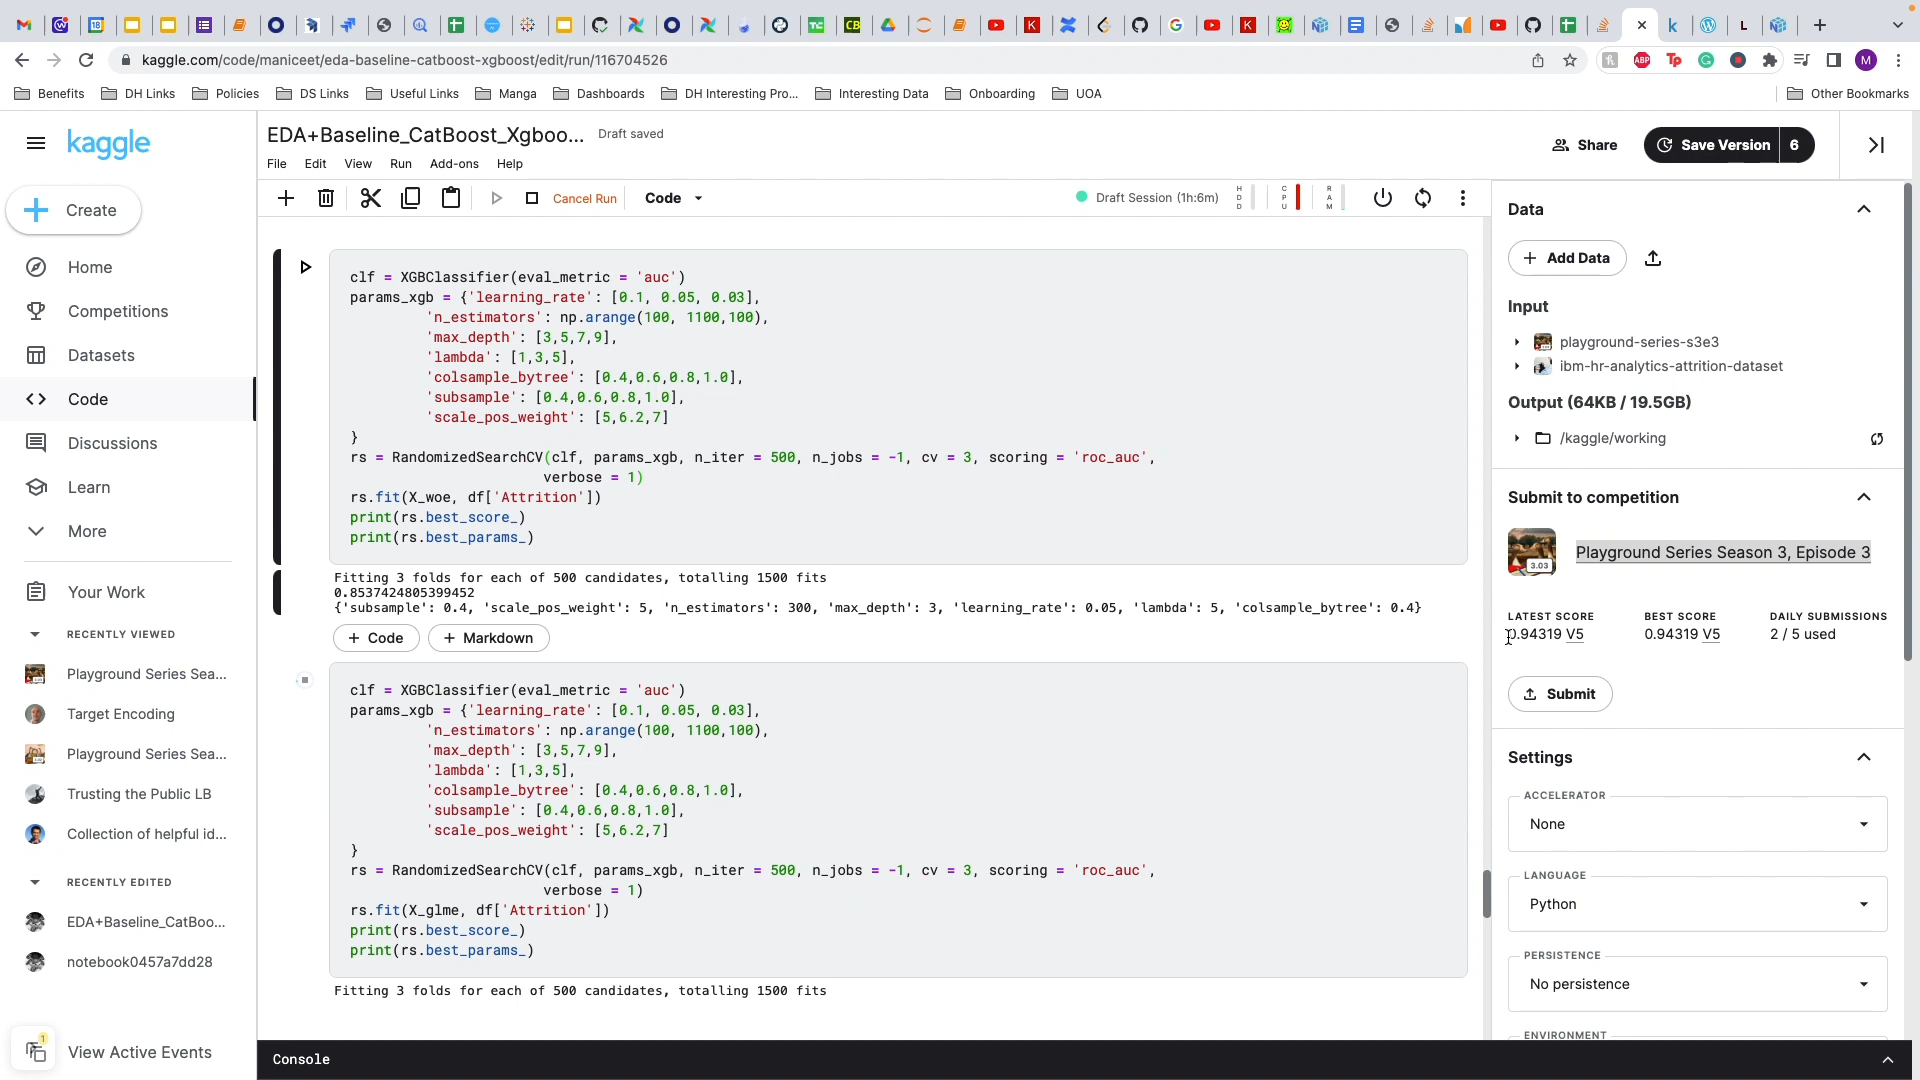 kaggle.com/code/maniceet/eda-baseline-catboost-xgboost/edit/run/116704526
Benefits DH Links Policies DS Links Useful Links Manga Dashboards DH Interesting Pro... Interesting Data Onboarding UOA Other Bookmarks
kaggle
Create
Home
Competitions
Datasets
Code
Discussions
Learn
More
Your Work
RECENTLY VIEWED
Playground Series Sea...
Target Encoding
Playground Series Sea...
Trusting the Public LB
Collection of helpful id...
RECENTLY EDITED
EDA+Baseline_CatBoo...
notebook0457a7dd28
1
View Active Events
EDA+Baseline_CatBoost_Xgboo... Draft saved
File Edit View Run Add-ons Help
Share
Save Version 6
Cancel Run Code
Draft Session (1h:6m) HDD CPU RAM
clf = XGBClassifier(eval_metric = 'auc')
params_xgb = {'learning_rate': [0.1, 0.05, 0.03],
'n_estimators': np.arange(100, 1100,100),
'max_depth': [3,5,7,9],
'lambda': [1,3,5],
'colsample_bytree': [0.4,0.6,0.8,1.0],
'subsample': [0.4,0.6,0.8,1.0],
'scale_pos_weight': [5,6.2,7]
}
rs = RandomizedSearchCV(clf, params_xgb, n_iter = 500, n_jobs = -1, cv = 3, scoring = 'roc_auc',
verbose = 1)
rs.fit(X_woe, df['Attrition'])
print(rs.best_score_)
print(rs.best_params_)
Fitting 3 folds for each of 500 candidates, totalling 1500 fits
0.8537424805399452
{'subsample': 0.4, 'scale_pos_weight': 5, 'n_estimators': 300, 'max_depth': 3, 'learning_rate': 0.05, 'lambda': 5, 'colsample_bytree': 0.4}
+ Code + Markdown
clf = XGBClassifier(eval_metric = 'auc')
params_xgb = {'learning_rate': [0.1, 0.05, 0.03],
'n_estimators': np.arange(100, 1100,100),
'max_depth': [3,5,7,9],
'lambda': [1,3,5],
'colsample_bytree': [0.4,0.6,0.8,1.0],
'subsample': [0.4,0.6,0.8,1.0],
'scale_pos_weight': [5,6.2,7]
}
rs = RandomizedSearchCV(clf, params_xgb, n_iter = 500, n_jobs = -1, cv = 3, scoring = 'roc_auc',
verbose = 1)
rs.fit(X_glme, df['Attrition'])
print(rs.best_score_)
print(rs.best_params_)
Fitting 3 folds for each of 500 candidates, totalling 1500 fits
Console
Data
+ Add Data
Input
playground-series-s3e3
ibm-hr-analytics-attrition-dataset
Output (64KB / 19.5GB)
/kaggle/working
Submit to competition
3.03
Playground Series Season 3, Episode 3
LATEST SCORE BEST SCORE DAILY SUBMISSIONS
0.94319 V5 0.94319 V5 2 / 5 used
Submit
Settings
ACCELERATOR
None
LANGUAGE
Python
PERSISTENCE
No persistence
ENVIRONMENT